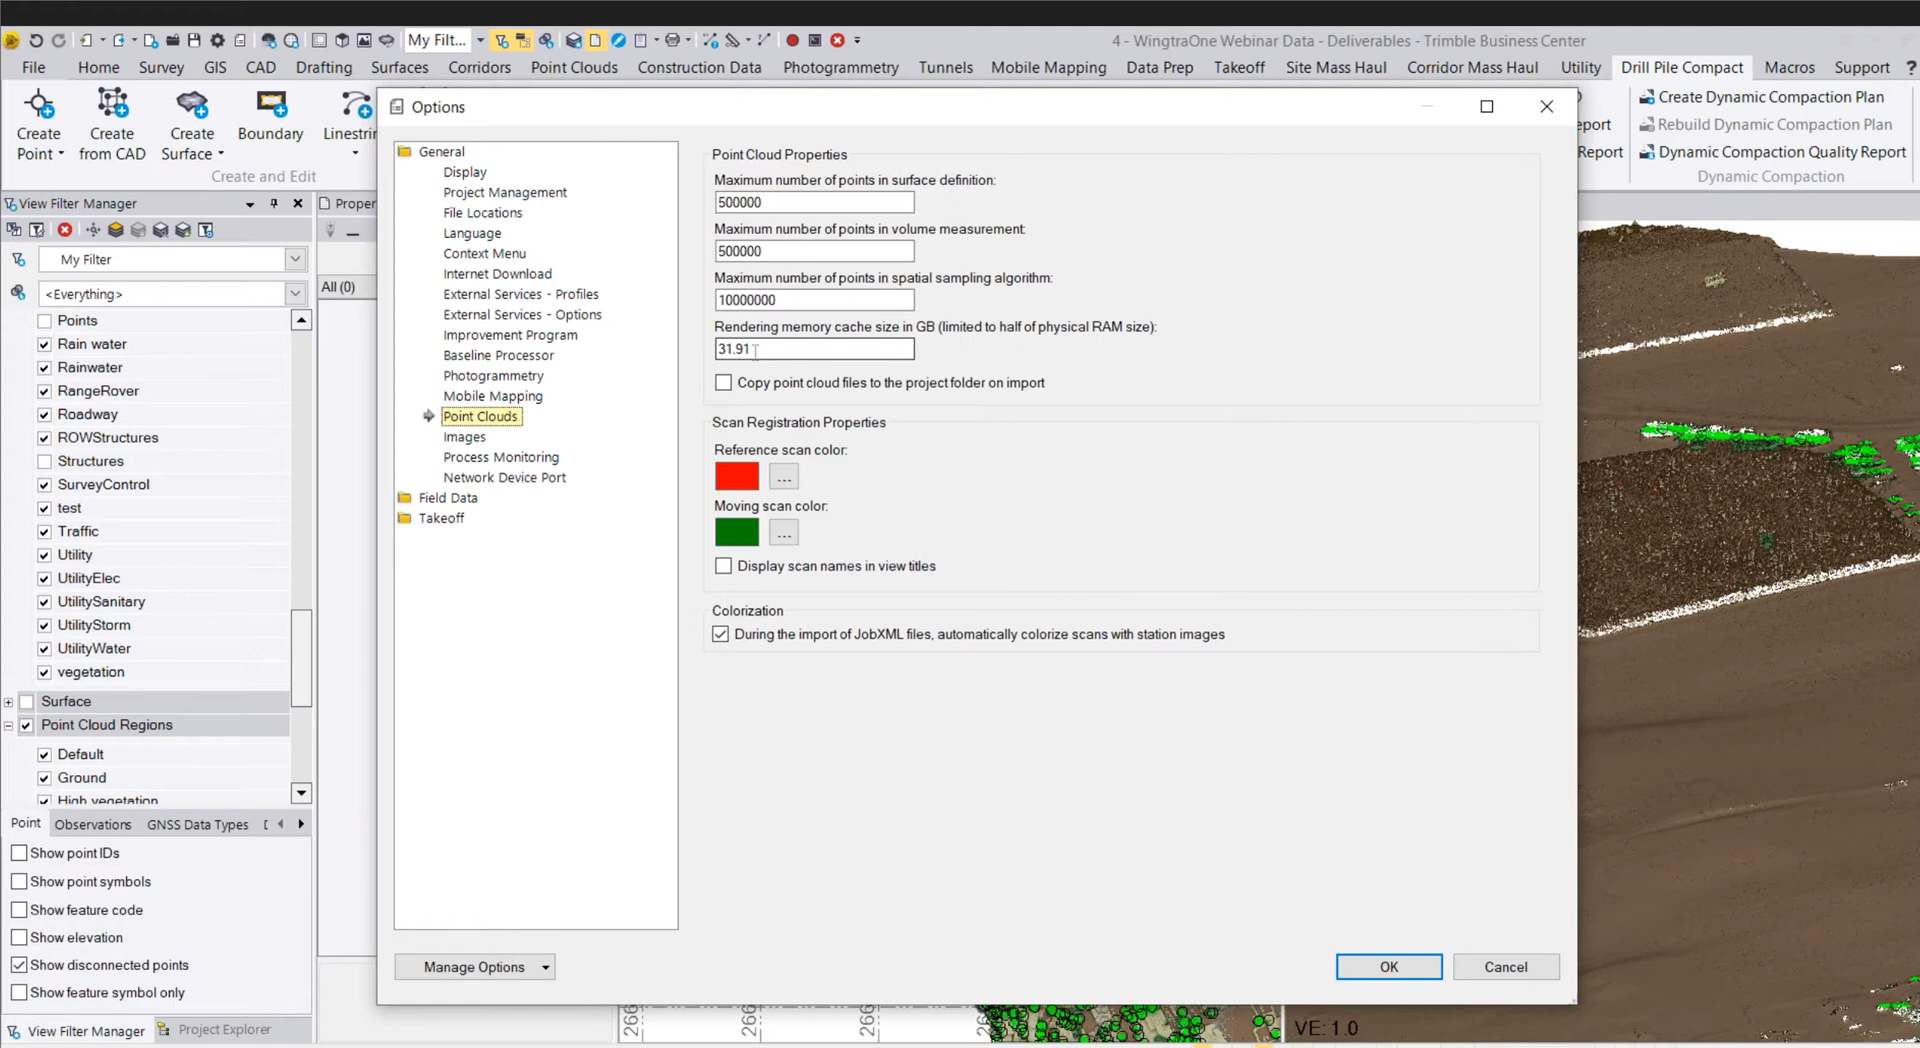 My Filt...
4 - WingtraOne Webinar Data - Deliverables - Trimble Business Center
File Home Survey GIS CAD Drafting Surfaces Corridors Point Clouds Construction Data Photogrammetry Tunnels Mobile Mapping Data Prep Takeoff Site Mass Haul Corridor Mass Haul Utility Drill Pile Compact Macros Support ?
Create Point
Create from CAD
Create Surface
Boundary
Linestri
Create and Edit
eport
Report
Create Dynamic Compaction Plan
Rebuild Dynamic Compaction Plan
Dynamic Compaction Quality Report
Dynamic Compaction
View Filter Manager
Proper
My Filter
<Everything>
All (0)
Points
Rain water
Rainwater
RangeRover
Roadway
ROWStructures
Structures
SurveyControl
test
Traffic
Utility
UtilityElec
UtilitySanitary
UtilityStorm
UtilityWater
vegetation
Surface
Point Cloud Regions
Default
Ground
High vegetation
Point Observations GNSS Data Types
Show point IDs
Show point symbols
Show feature code
Show elevation
Show disconnected points
Show feature symbol only
View Filter Manager
Project Explorer
Options
General
Display
Project Management
File Locations
Language
Context Menu
Internet Download
External Services - Profiles
External Services - Options
Improvement Program
Baseline Processor
Photogrammetry
Mobile Mapping
Point Clouds
Images
Process Monitoring
Network Device Port
Field Data
Takeoff
Point Cloud Properties
Maximum number of points in surface definition:
500000
Maximum number of points in volume measurement:
500000
Maximum number of points in spatial sampling algorithm:
10000000
Rendering memory cache size in GB (limited to half of physical RAM size):
31.91
Copy point cloud files to the project folder on import
Scan Registration Properties
Reference scan color:
...
Moving scan color:
...
Display scan names in view titles
Colorization
During the import of JobXML files, automatically colorize scans with station images
Manage Options
OK
Cancel
VE: 1.0